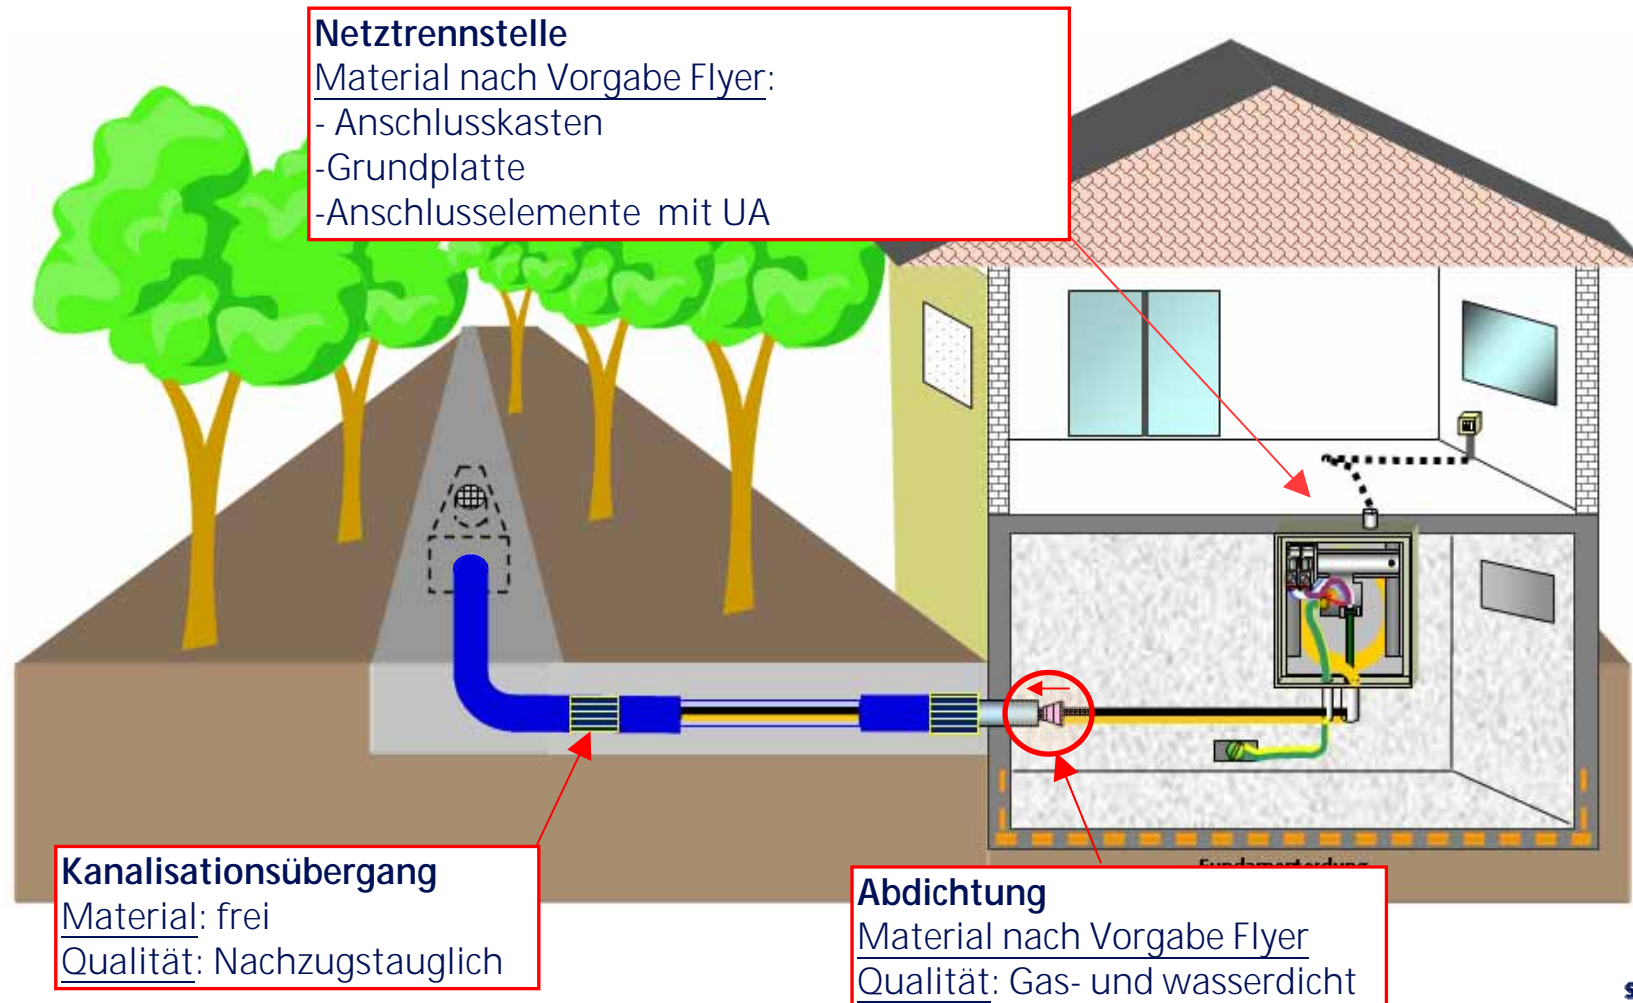 Netztrennstelle
Material nach Vorgabe Flyer:
- Anschlusskasten
-Grundplatte
-Anschlusselemente mit UA
Kanalisationsübergang
Material: frei
Qualität: Nachzugstauglich
Abdichtung
Material nach Vorgabe Flyer
Qualität: Gas- und wasserdicht